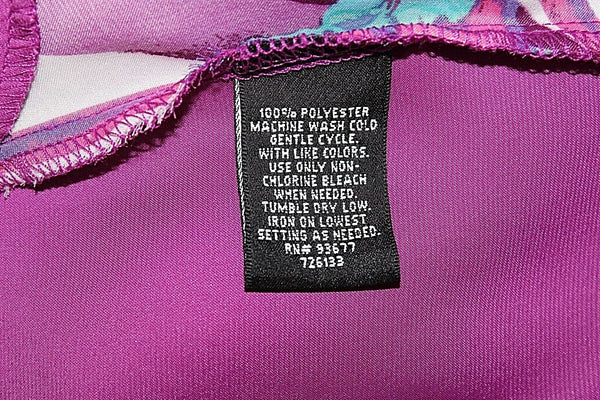 100% POLYESTER
MACHINE WASH COLD
GENTLE CYCLE.
WITH LIKE COLORS.
USE ONLY NON-
CHLORINE BLEACH
WHEN NEEDED.
TUMBLE DRY LOW.
IRON ON LOWEST
SETTING AS NEEDED.
RN# 93677
726133